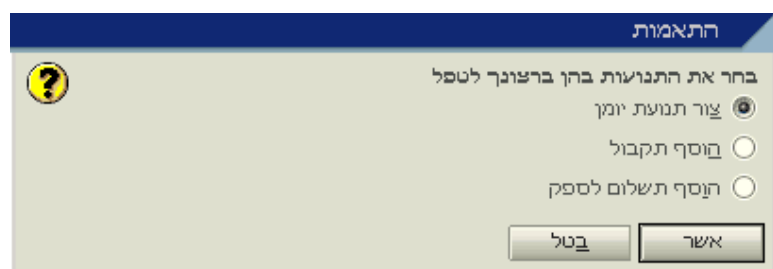 התאמות
בחר את התנועות בהן ברצונך לטפל
צור תנועת יומן
הוסף תקבול
הוסף תשלום לספק
אשר בטל